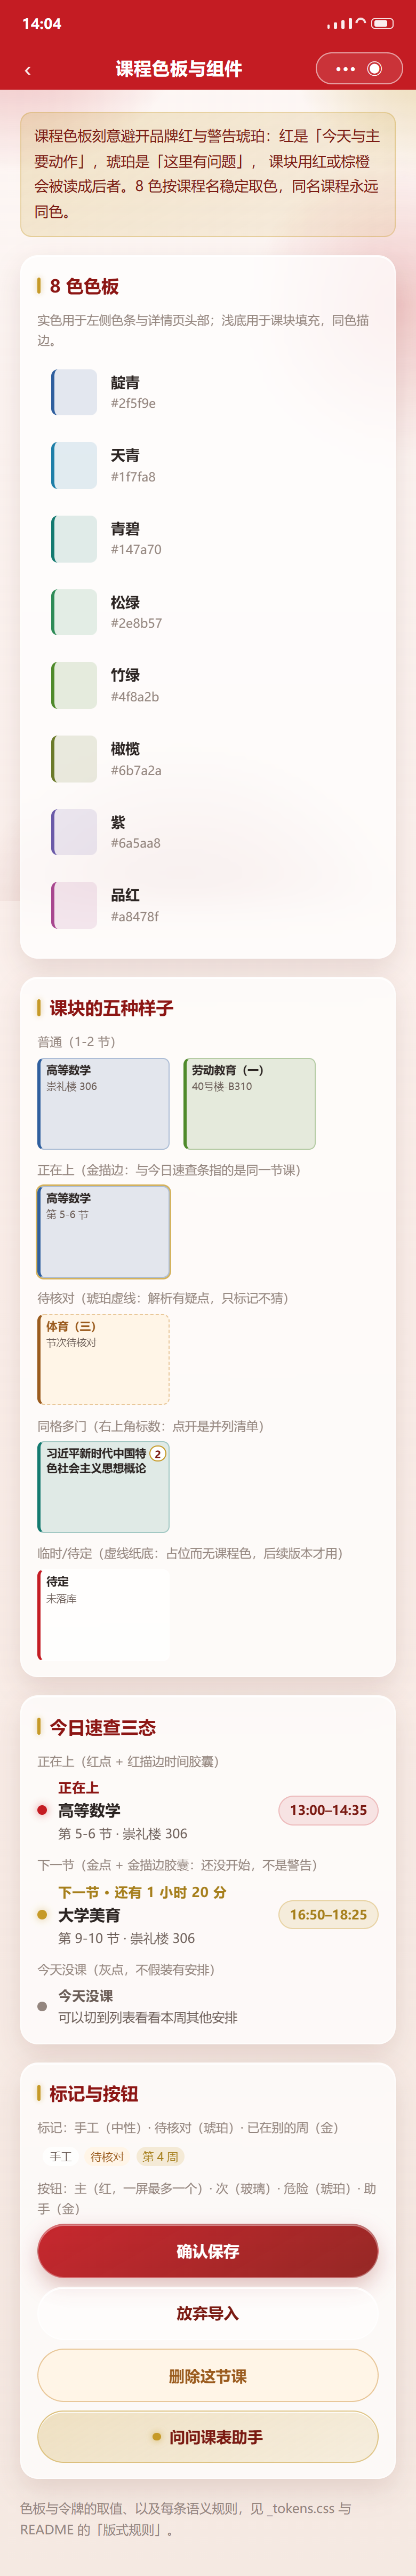 14:04
课程色板与组件
课程色板刻意避开品牌红与警告琥珀：红是「今天与主
要动作」，琥珀是「这里有问题」， 课块用红或棕橙
会被读成后者。8 色按课程名稳定取色，同名课程永远
同色。
8 色色板
实色用于左侧色条与详情页头部；浅底用于课块填充，同色描
边。
靛青
#2f5f9e
天青
#1f7fa8
青碧
#147a70
松绿
#2e8b57
竹绿
#4f8a2b
橄榄
#6b7a2a
紫
#6a5aa8
品红
#a8478f
课块的五种样子
普通（1-2 节）
高等数学
崇礼楼 306
劳动教育（一）
40号楼-B310
正在上（金描边：与今日速查条指的是同一节课）
高等数学
第 5-6 节
待核对（琥珀虚线：解析有疑点，只标记不猜）
体育（三）
节次待核对
同格多门（右上角标数：点开是并列清单）
习近平新时代中国特
色社会主义思想概论
2
临时/待定（虚线纸底：占位而无课程色，后续版本才用）
待定
未落库
今日速查三态
正在上（红点 + 红描边时间胶囊）
正在上
高等数学
第 5-6 节 · 崇礼楼 306
13:00–14:35
下一节（金点 + 金描边胶囊：还没开始，不是警告）
下一节 · 还有 1 小时 20 分
大学美育
第 9-10 节 · 崇礼楼 306
16:50–18:25
今天没课（灰点，不假装有安排）
今天没课
可以切到列表看看本周其他安排
标记与按钮
标记：手工（中性）· 待核对（琥珀）· 已在别的周（金）
手工 待核对 第 4 周
按钮：主（红，一屏最多一个）· 次（玻璃）· 危险（琥珀）· 助
手（金）
确认保存
放弃导入
删除这节课
问问课表助手
色板与令牌的取值、以及每条语义规则，见 _tokens.css 与
README 的「版式规则」。